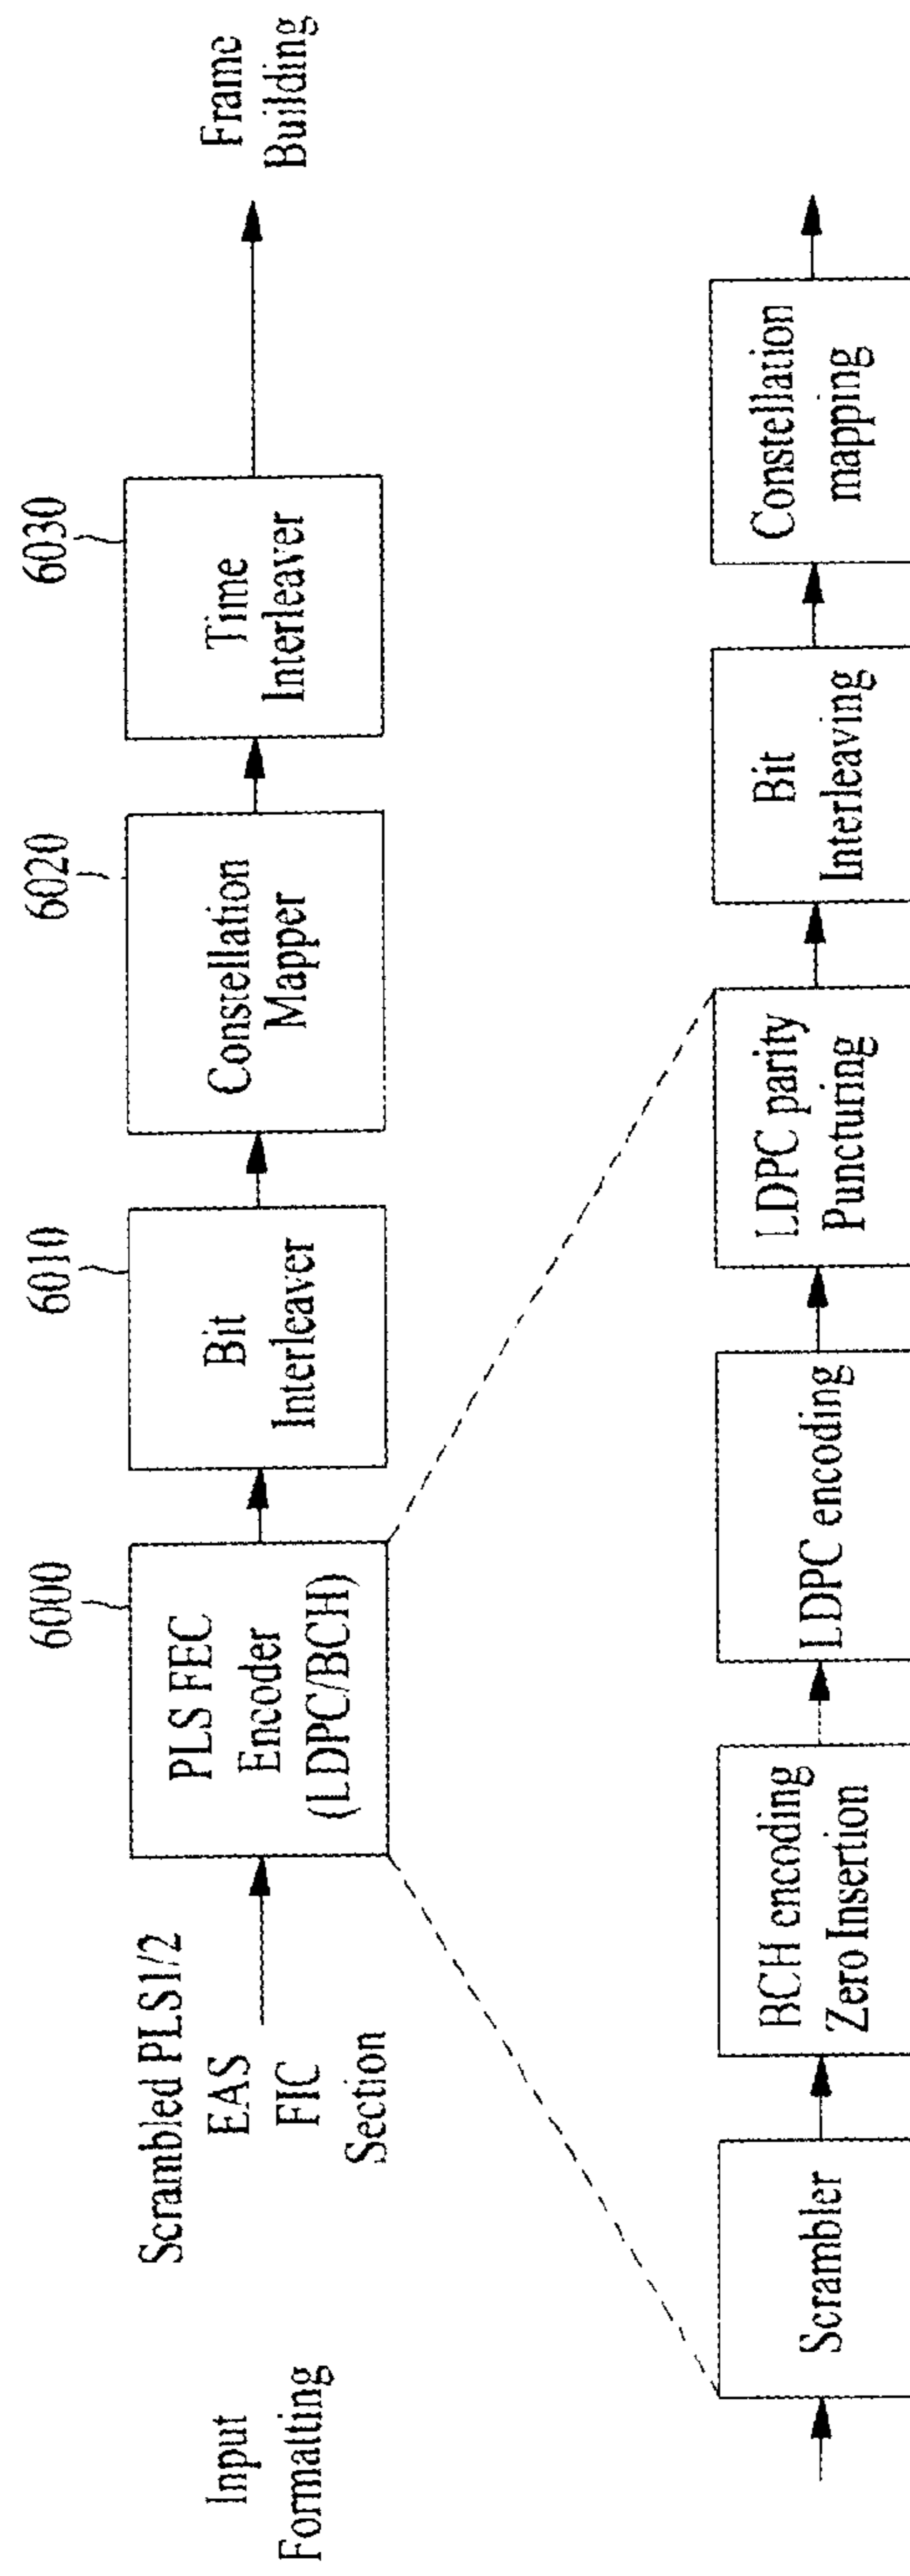 Input
Formatting
Scrambled PLS1/2
EAS
FIC
Section
6000
PLS FEC
Encoder
(LDPC/BCH)
6010
Bit
Interleaver
6020
Constellation
Mapper
6030
Time
Interleaver
Frame
Building
Scrambler
BCH encoding
Zero Insertion
LDPC encoding
LDPC parity
Puncturing
Bit
Interleaving
Constellation
mapping